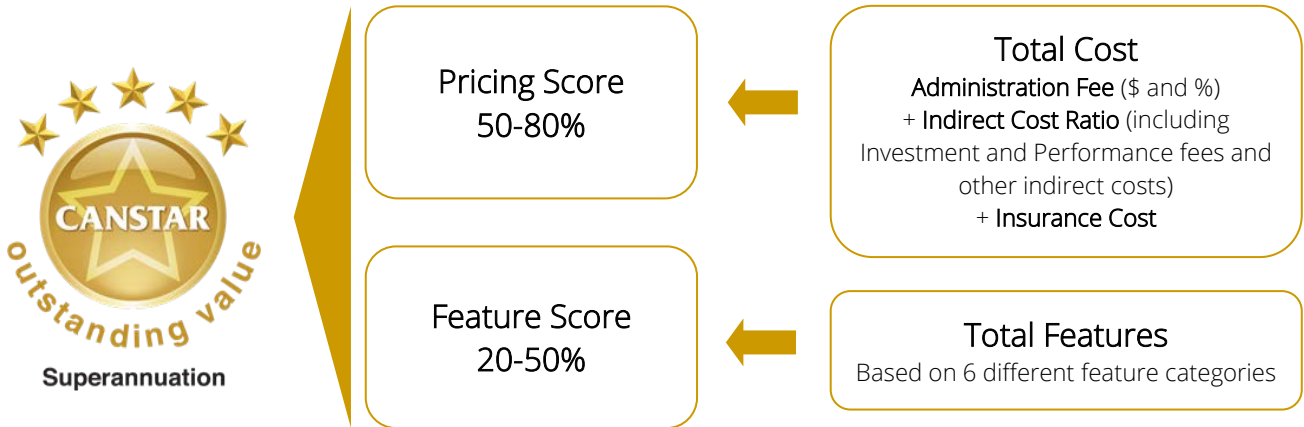 CANSTAR
outstanding value
Superannuation
Pricing Score
50-80%
Feature Score
20-50%
Total Cost
Administration Fee ($ and %)
+ Indirect Cost Ratio (including
Investment and Performance fees and
other indirect costs)
+ Insurance Cost
Total Features
Based on 6 different feature categories